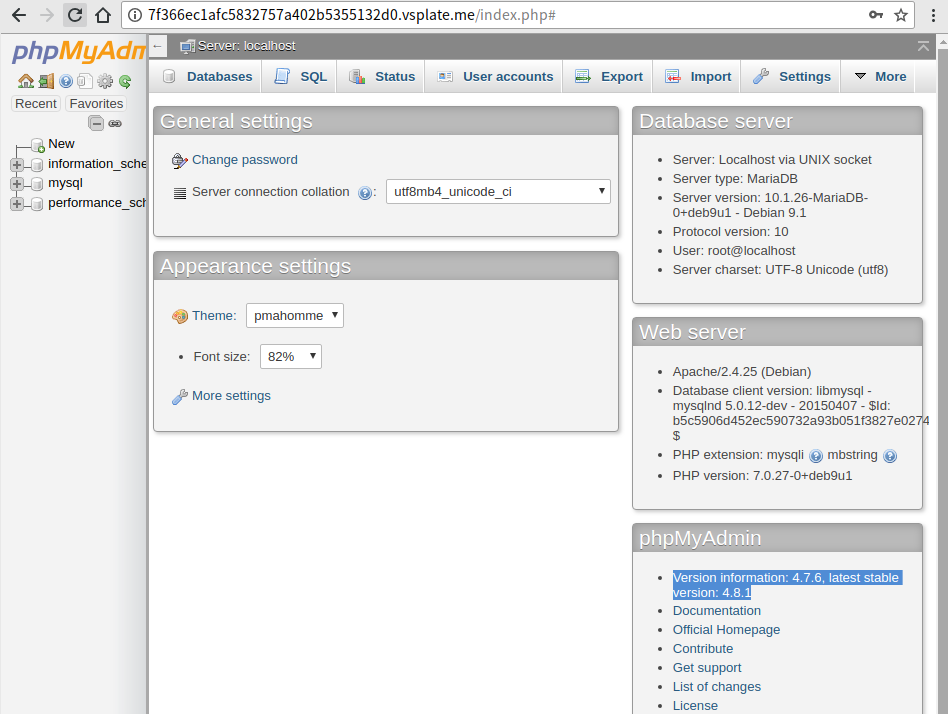 7f366ec1afc5832757a402b5355132d0.vsplate.me/index.php#
phpMyAdm
Recent Favorites
New
information_sche
mysql
performance_sch
Server: localhost
Databases SQL Status User accounts Export Import Settings More
General settings
Change password
Server connection collation : utf8mb4_unicode_ci
Appearance settings
Theme: pmahomme
• Font size: 82%
More settings
Database server
• Server: Localhost via UNIX socket
• Server type: MariaDB
• Server version: 10.1.26-MariaDB-
0+deb9u1 - Debian 9.1
• Protocol version: 10
• User: root@localhost
• Server charset: UTF-8 Unicode (utf8)
Web server
• Apache/2.4.25 (Debian)
• Database client version: libmysql -
mysqlnd 5.0.12-dev - 20150407 - $Id:
b5c5906d452ec590732a93b051f3827e0274
$
• PHP extension: mysqli mbstring
• PHP version: 7.0.27-0+deb9u1
phpMyAdmin
• Version information: 4.7.6, latest stable
version: 4.8.1
• Documentation
• Official Homepage
• Contribute
• Get support
• List of changes
• License